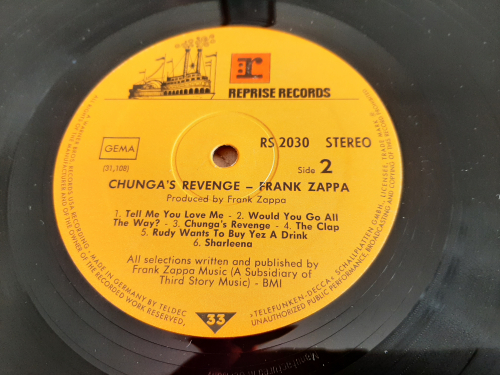 REPRISE RECORDS
GEMA
(31,108)
RS 2030 STEREO
Side 2
CHUNGA'S REVENGE – FRANK ZAPPA
Produced by Frank Zappa
1. Tell Me You Love Me - 2. Would You Go All
The Way? - 3. Chunga's Revenge - 4. The Clap
5. Rudy Wants To Buy Yez A Drink
6. Sharleena
All selections written and published by
Frank Zappa Music (A Subsidiary of
Third Story Music) - BMI
33
MADE IN GERMANY BY TELDEC
»TELEFUNKEN-DECCA« SCHALLPLATTEN GMBH.
UNAUTHORIZED PUBLIC PERFORMANCE, BROADCASTING AND COPYING OF
OF THE RECORDED WORK RESERVED,